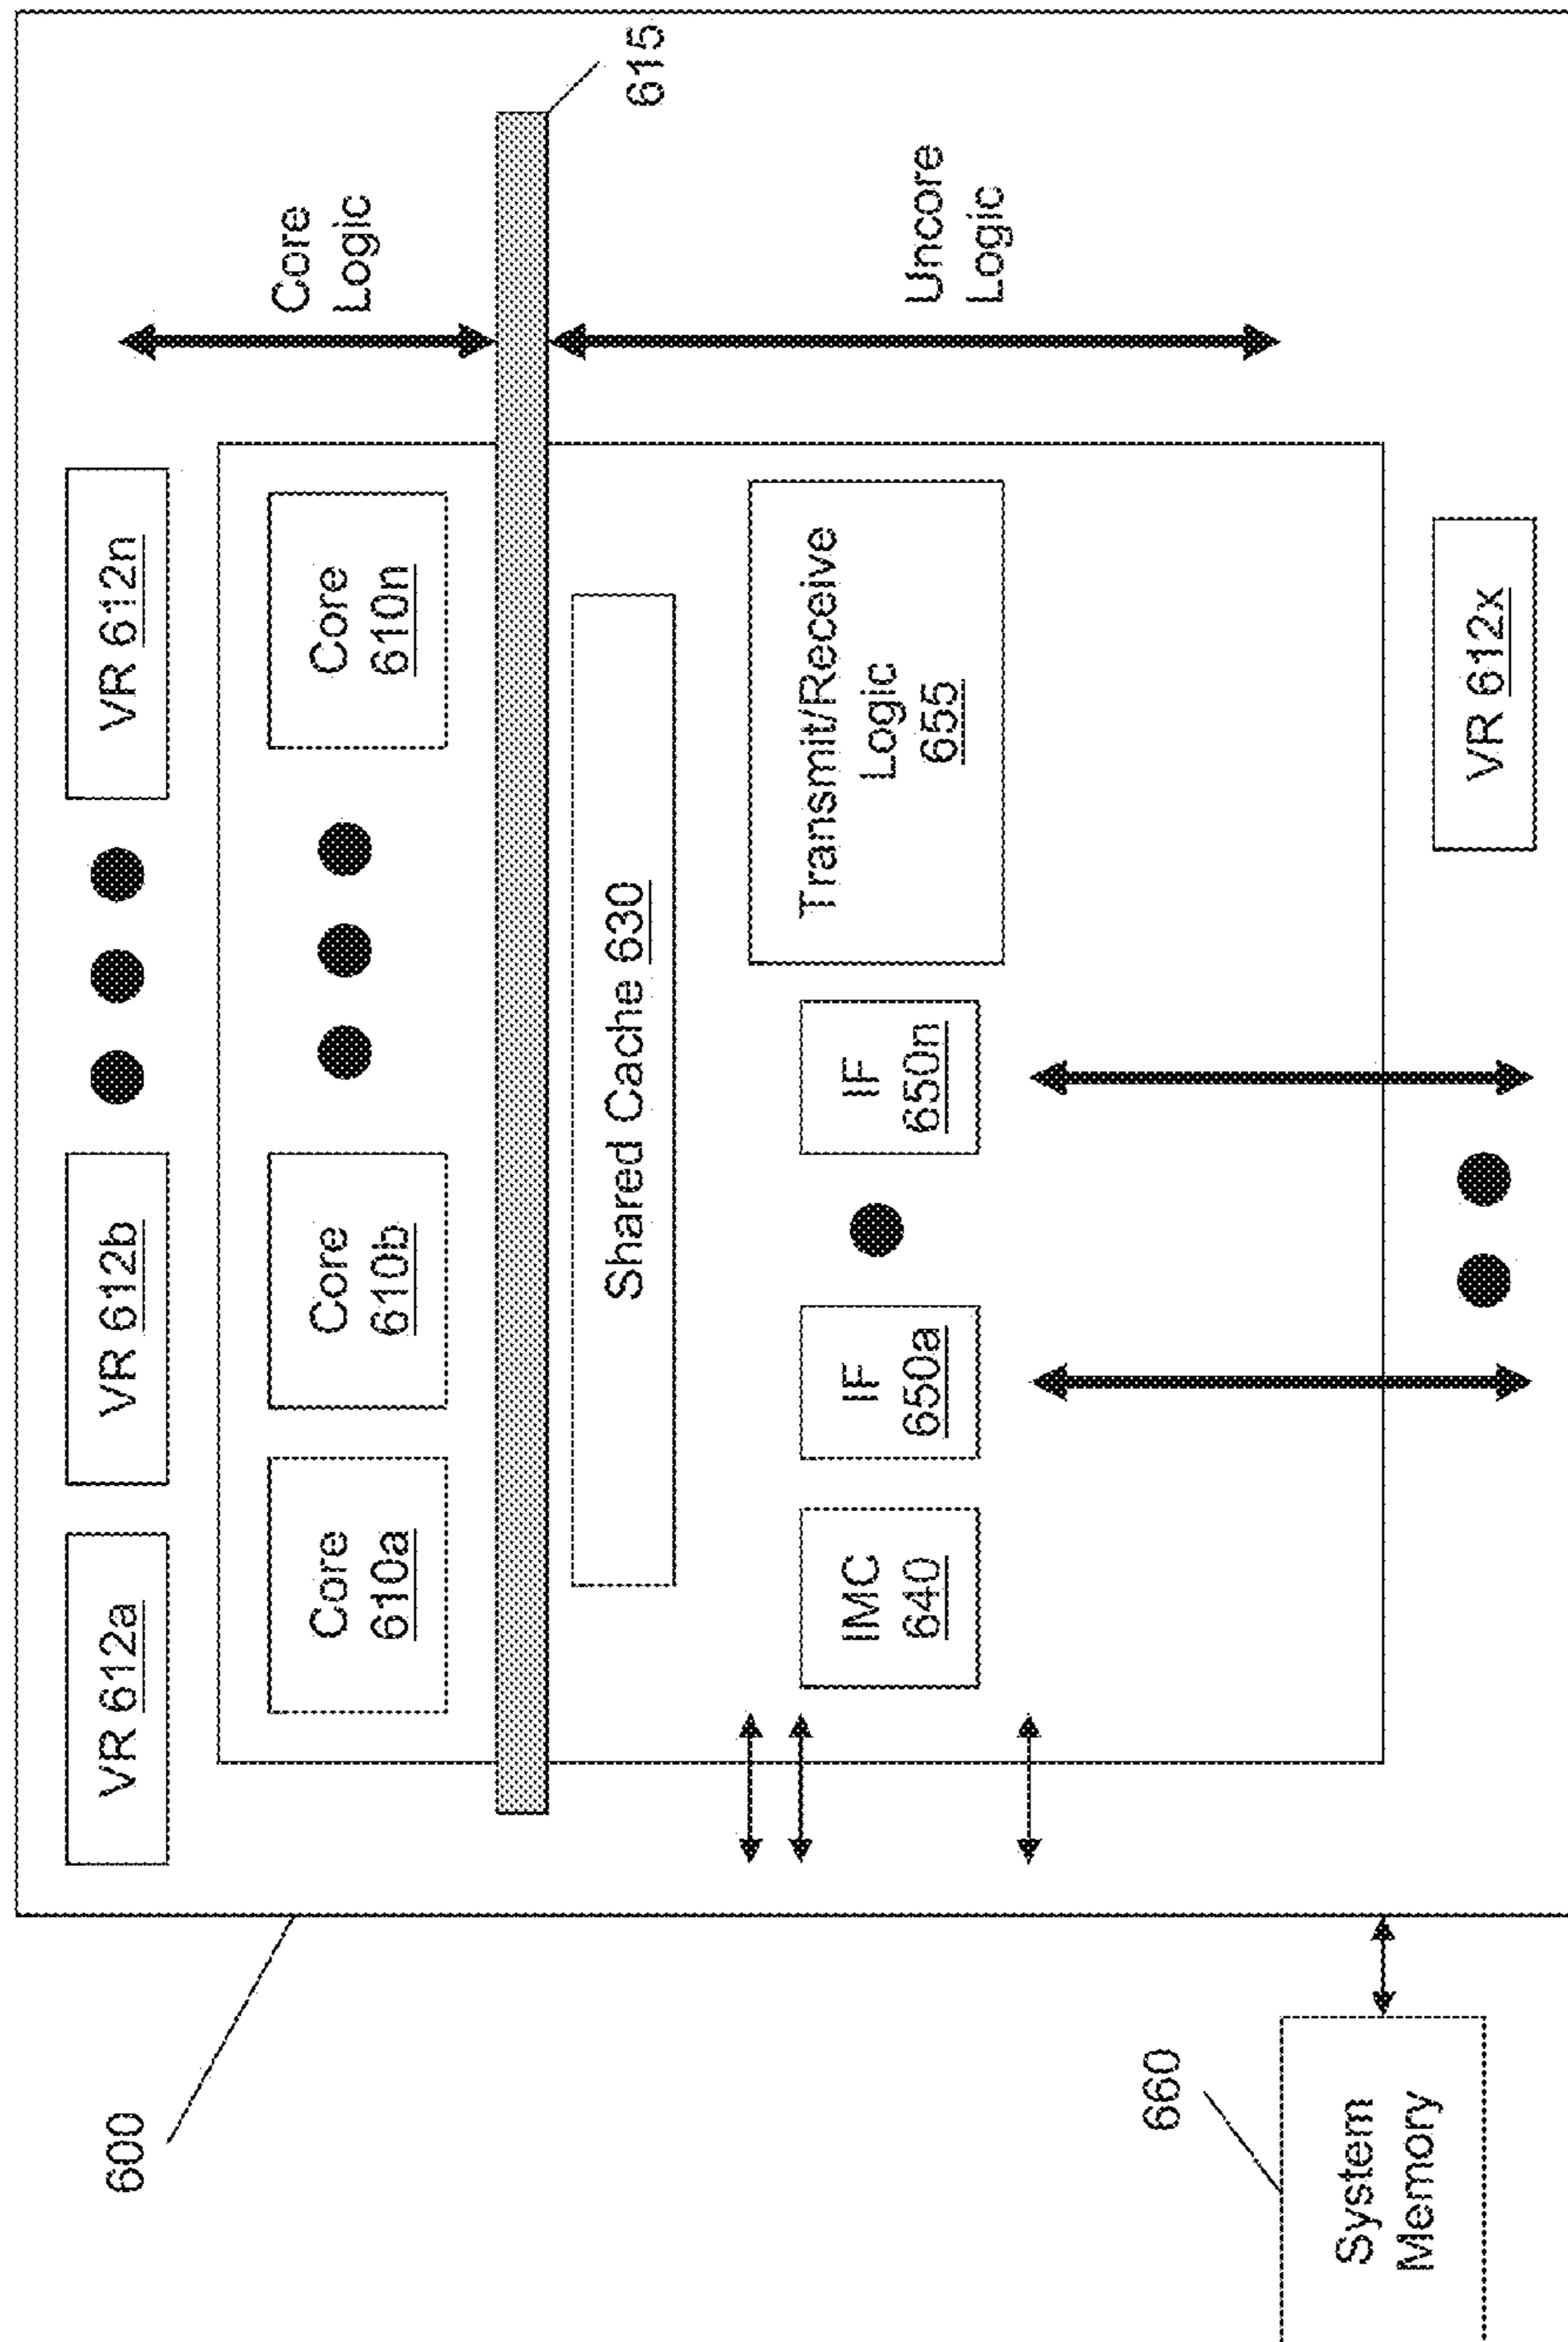 600
VR 612a
VR 612b
VR 612n
Core
610a
Core
610b
Core
610n
Core
Logic
615
Shared Cache 630
Uncore
Logic
IMC
640
IF
650a
IF
650n
Transmit/Receive
Logic
655
660
System
Memory
VR 612x